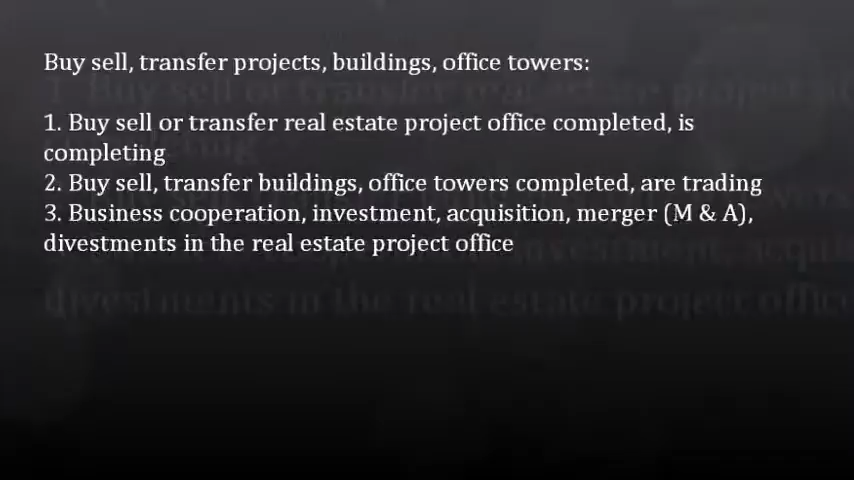 Buy sell, transfer projects, buildings, office towers:
1. Buy sell or transfer real estate project office completed, is
completing
2. Buy sell, transfer buildings, office towers completed, are trading
3. Business cooperation, investment, acquisition, merger (M & A),
divestments in the real estate project office